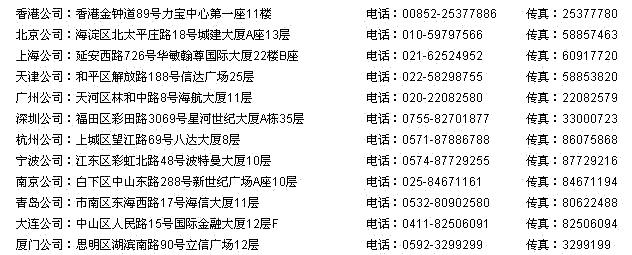 香港公司：香港金钟道89号力宝中心第一座11楼 电话：00852-25377886 传真：25377780
北京公司：海淀区北太平庄路18号城建大厦A座13层 电话：010-59797566 传真：58857463
上海公司：延安西路726号华敏翰尊国际大厦22楼B座 电话：021-62524952 传真：60917720
天津公司：和平区解放路188号信达广场25层 电话：022-58298755 传真：58853820
广州公司：天河区林和中路8号海航大厦11层 电话：020-22082580 传真：22082579
深圳公司：福田区彩田路3069号星河世纪大厦A栋35层 电话：0755-82701877 传真：33000723
杭州公司：上城区望江路69号八达大厦8层 电话：0571-87886788 传真：86075868
宁波公司：江东区彩虹北路48号波特曼大厦10层 电话：0574-87729255 传真：87729216
南京公司：白下区中山东路288号新世纪广场A座10层 电话：025-84671161 传真：84671194
青岛公司：市南区东海西路17号海信大厦11层 电话：0532-80902580 传真：80622488
大连公司：中山区人民路15号国际金融大厦12层F 电话：0411-82506091 传真：82506094
厦门公司：思明区湖滨南路90号立信广场12层 电话：0592-3299299 传真：3299199